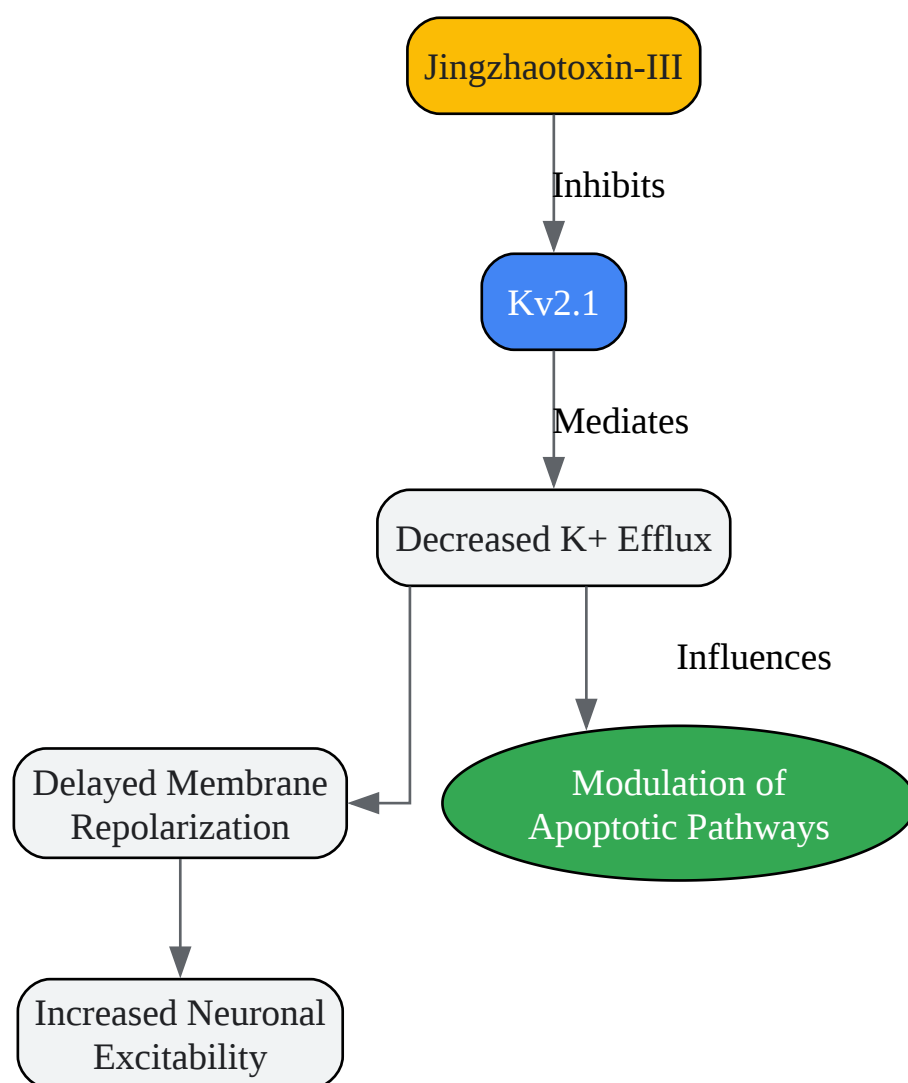 Jingzhaotoxin-III
Inhibits
Kv2.1
Mediates
Decreased K+ Efflux
Influences
Delayed Membrane
Repolarization
Modulation of
Apoptotic Pathways
Increased Neuronal
Excitability